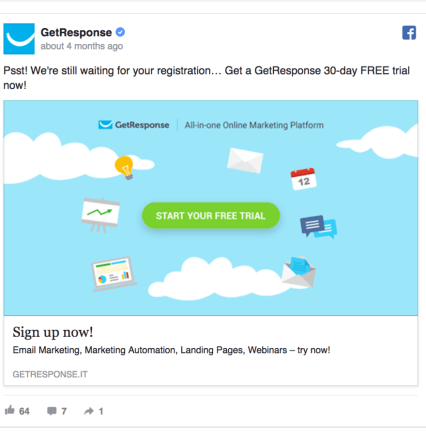 GetResponse
about 4 months ago
Psst! We're still waiting for your registration… Get a GetResponse 30-day FREE trial
now!
GetResponse All-in-one Online Marketing Platform
12
START YOUR FREE TRIAL
Sign up now!
Email Marketing, Marketing Automation, Landing Pages, Webinars – try now!
GETRESPONSE.IT
64 7 1